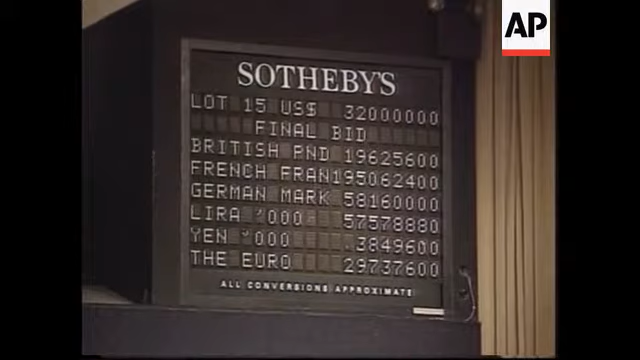 AP
SOTHEBY'S
LOT 15 US$ 32000000
FINAL BID
BRITISH PND 19625600
FRENCH FRAN195062400
GERMAN MARK 58160000
LIRA '000 57578880
YEN '000 .3849600
THE EURO 29737600
ALL CONVERSIONS APPROXIMATE